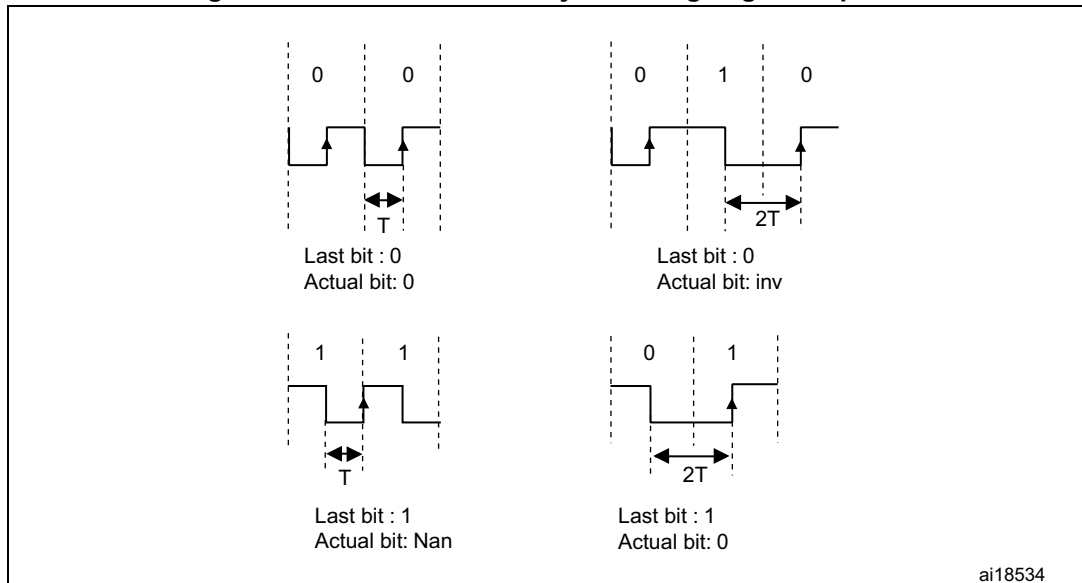 0 0
0 1 0
T
2T
Last bit : 0
Actual bit: 0
Last bit : 0
Actual bit: inv
1 1
0 1
T
2T
Last bit : 1
Actual bit: Nan
Last bit : 1
Actual bit: 0
ai18534